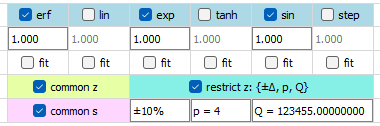 erf lin exp tanh sin step
1.000 1.000 1.000 1.000 1.000 1.000
fit fit fit fit fit fit
common z restrict z: {±Δ, p, Q}
common s ±10% p = 4 Q = 123455.00000000